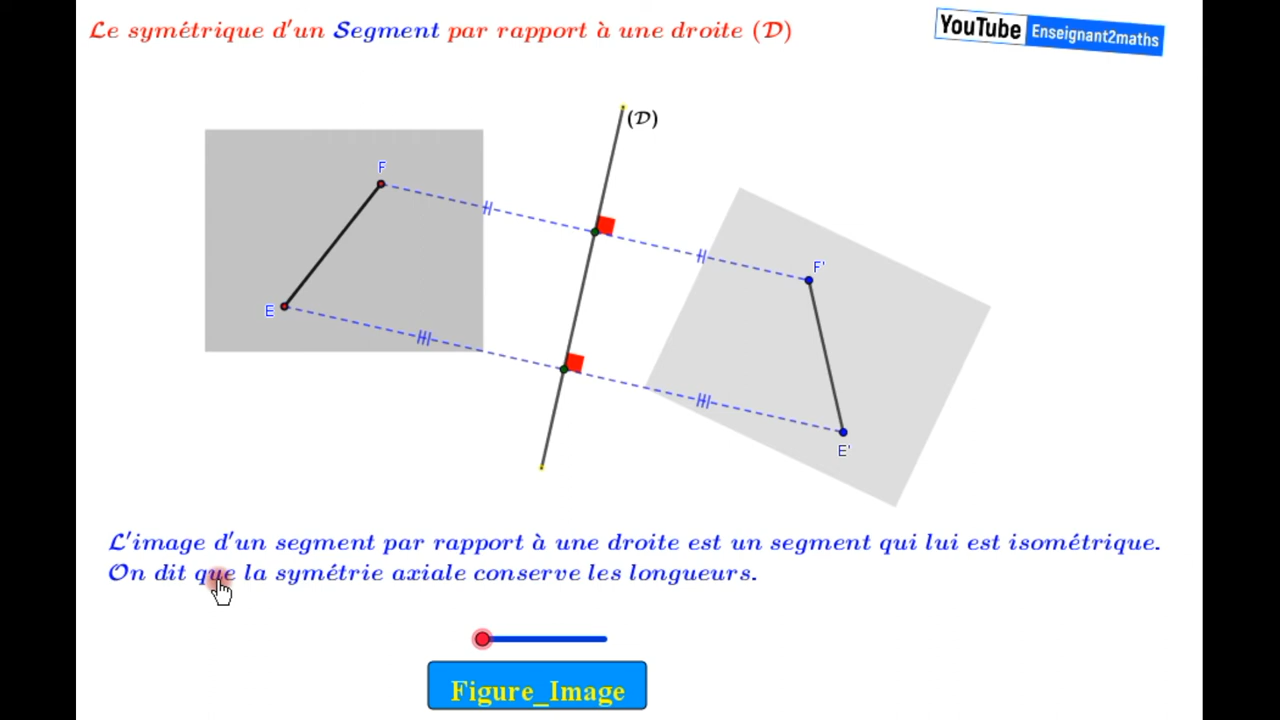 Le symétrique d'un Segment par rapport à une droite (D)
YouTube Enseignant2maths
(D)
F
F'
E
E'
L'image d'un segment par rapport à une droite est un segment qui lui est isométrique.
On dit que la symétrie axiale conserve les longueurs.
Figure_Image